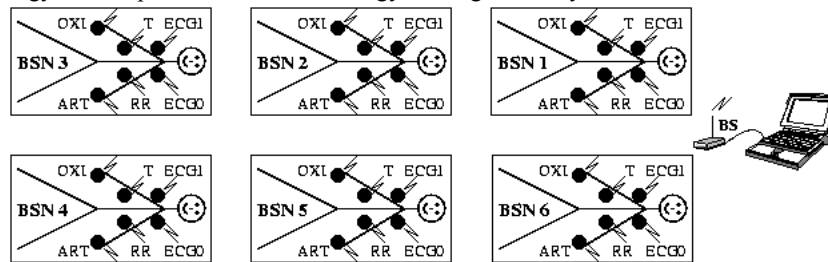 OXI T ECG1 OXI T ECG1 OXI T ECG1
BSN 3 BSN 2 BSN 1
ART RR ECG0 ART RR ECG0 ART RR ECG0
BS
OXI T ECG1 OXI T ECG1 OXI T ECG1
BSN 4 BSN 5 BSN 6
ART RR ECG0 ART RR ECG0 ART RR ECG0